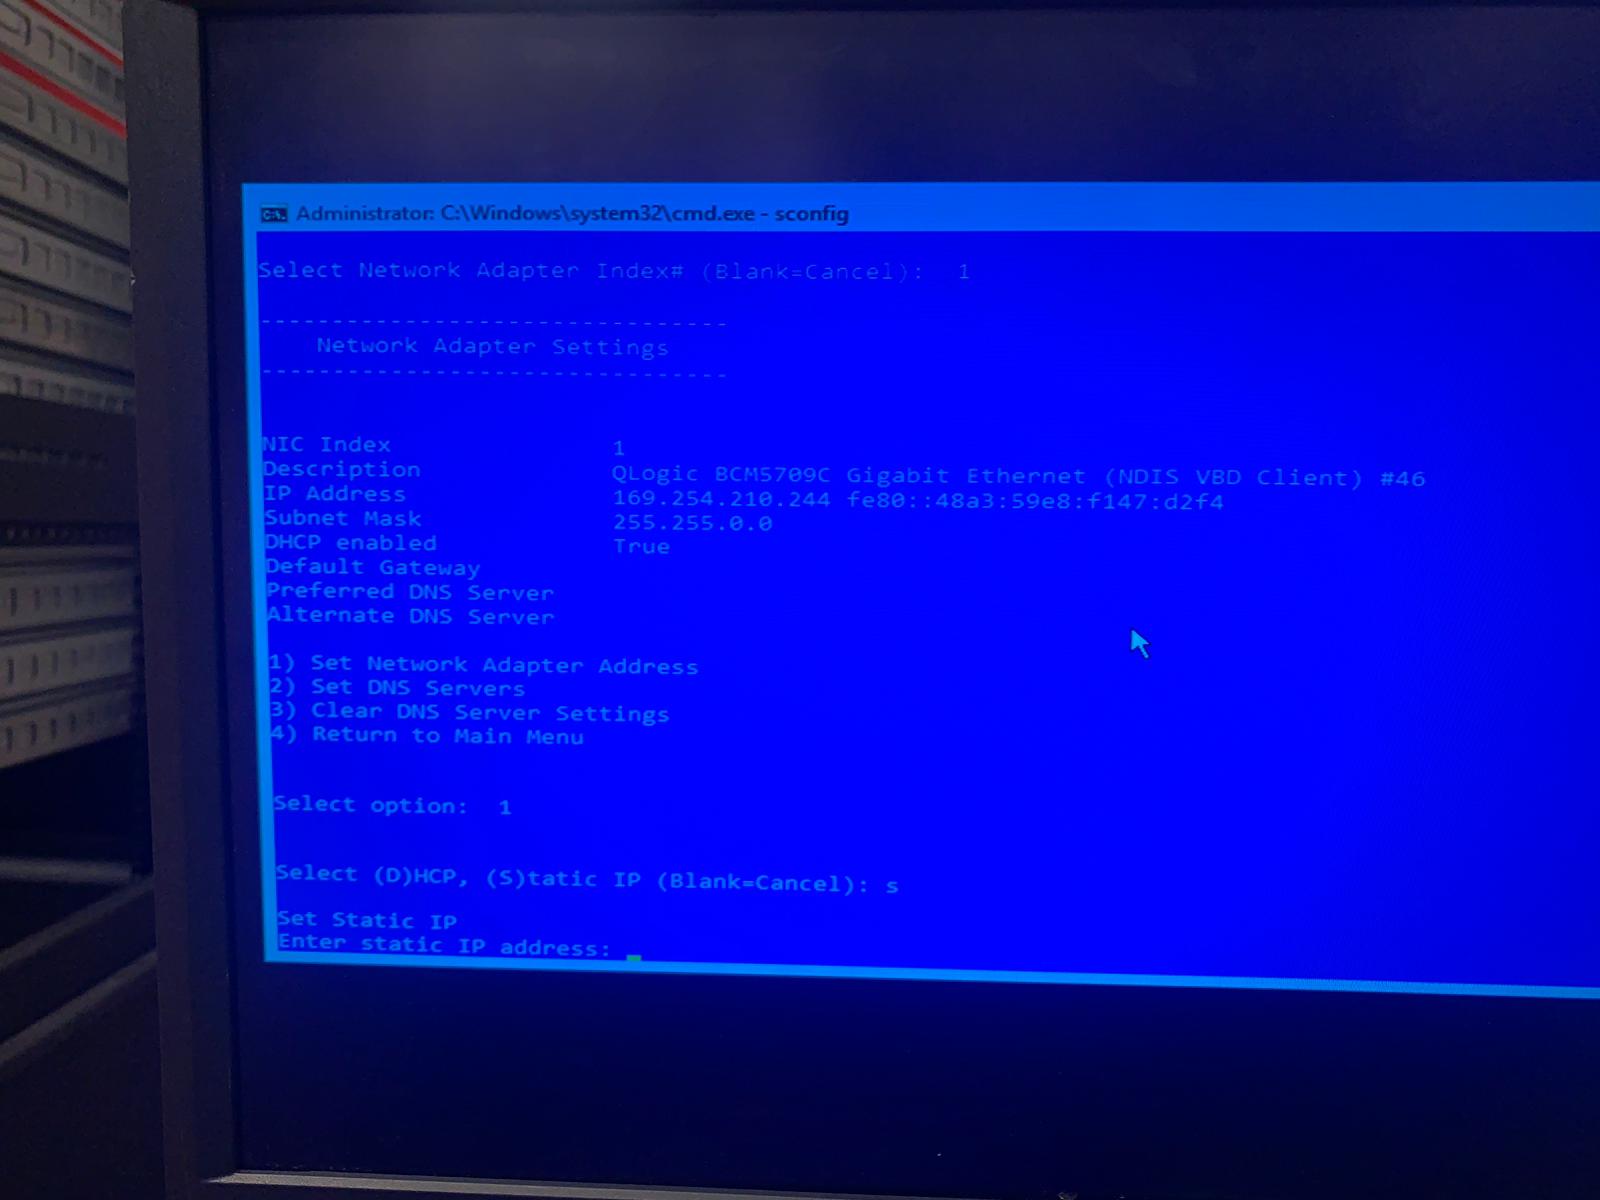 Administrator: C:\Windows\system32\cmd.exe - sconfig
Select Network Adapter Index# (Blank=Cancel):  1
--------------------------------
Network Adapter Settings
--------------------------------
NIC Index 1
Description QLogic BCM5709C Gigabit Ethernet (NDIS VBD Client) #46
IP Address 169.254.210.244 fe80::48a3:59e8:f147:d2f4
Subnet Mask 255.255.0.0
DHCP enabled True
Default Gateway
Preferred DNS Server
Alternate DNS Server
1) Set Network Adapter Address
2) Set DNS Servers
3) Clear DNS Server Settings
4) Return to Main Menu
Select option:  1
Select (D)HCP, (S)tatic IP (Blank=Cancel): s
Set Static IP
Enter static IP address: